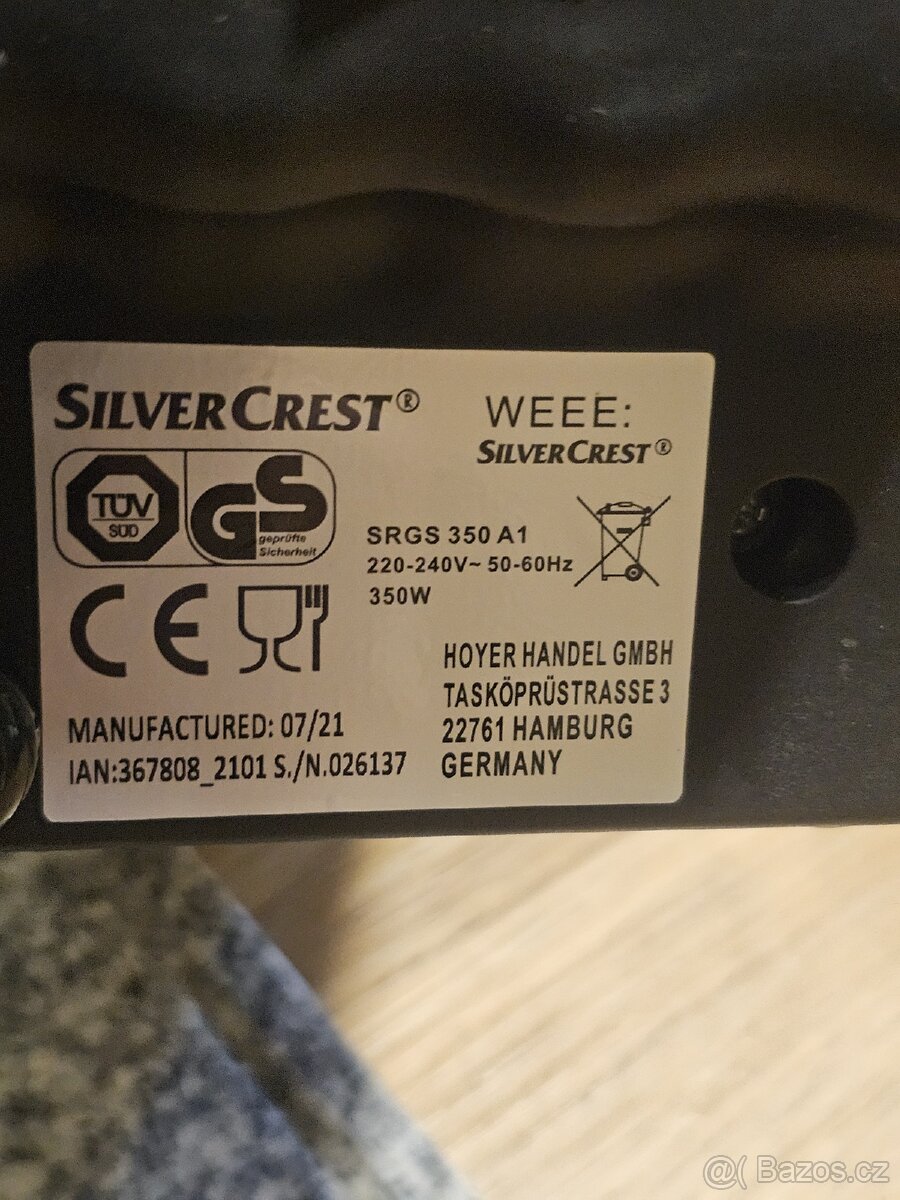 SILVERCREST®
WEEE:
SILVERCREST®
TÜV
SÜD
GS
geprüfte
Sicherheit
SRGS 350 A1
220-240V~ 50-60Hz
350W
CE
HOYER HANDEL GMBH
TASKÖPRÜSTRASSE 3
22761 HAMBURG
GERMANY
MANUFACTURED: 07/21
IAN:367808_2101 S./N.026137
@( Bazos.cz